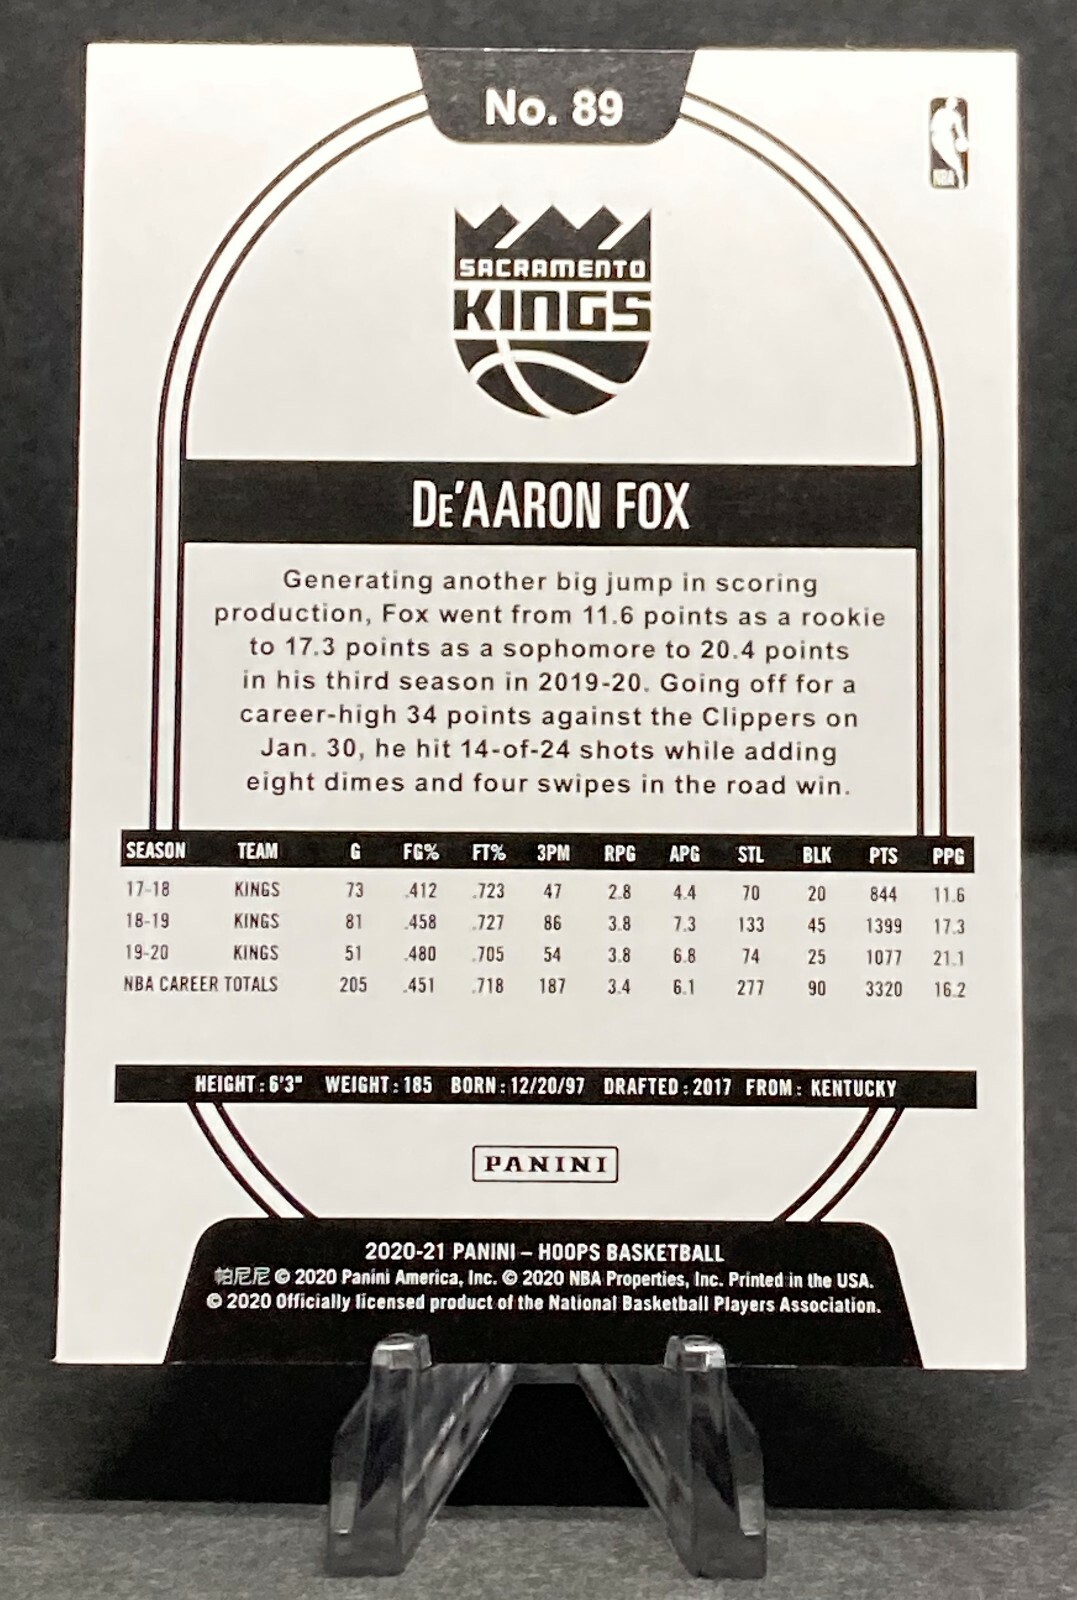 No. 89
NBA
SACRAMENTO
KINGS
DE'AARON FOX
Generating another big jump in scoring
production, Fox went from 11.6 points as a rookie
to 17.3 points as a sophomore to 20.4 points
in his third season in 2019-20. Going off for a
career-high 34 points against the Clippers on
Jan. 30, he hit 14-of-24 shots while adding
eight dimes and four swipes in the road win.
SEASON TEAM G FG% FT% 3PM RPG APG STL BLK PTS PPG
17-18 KINGS 73 .412 .723 47 2.8 4.4 70 20 844 11.6
18-19 KINGS 81 .458 .727 86 3.8 7.3 133 45 1399 17.3
19-20 KINGS 51 .480 .705 54 3.8 6.8 74 25 1077 21.1
NBA CAREER TOTALS 205 .451 .718 187 3.4 6.1 277 90 3320 16.2
HEIGHT: 6'3" WEIGHT: 185 BORN: 12/20/97 DRAFTED: 2017 FROM: KENTUCKY
PANINI
2020-21 PANINI – HOOPS BASKETBALL
帕尼尼 © 2020 Panini America, Inc. © 2020 NBA Properties, Inc. Printed in the USA.
© 2020 Officially licensed product of the National Basketball Players Association.